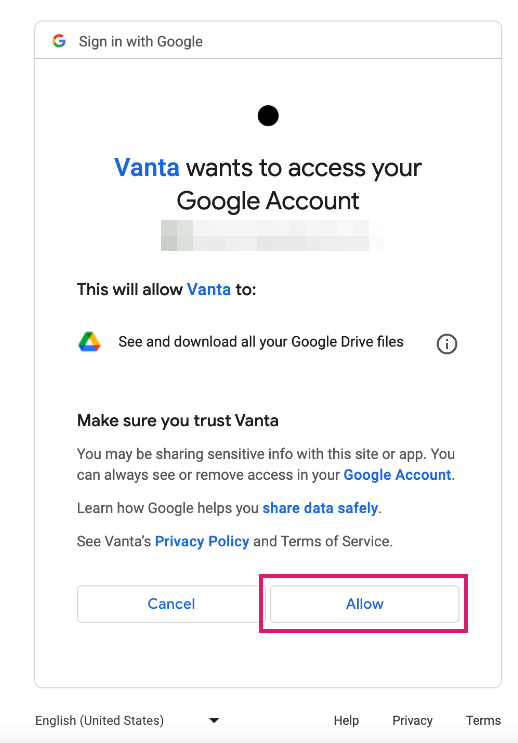 Sign in with Google
Vanta wants to access your
Google Account
This will allow Vanta to:
See and download all your Google Drive files
Make sure you trust Vanta
You may be sharing sensitive info with this site or app. You
can always see or remove access in your Google Account.
Learn how Google helps you share data safely.
See Vanta’s Privacy Policy and Terms of Service.
Cancel
Allow
English (United States)
Help
Privacy
Terms